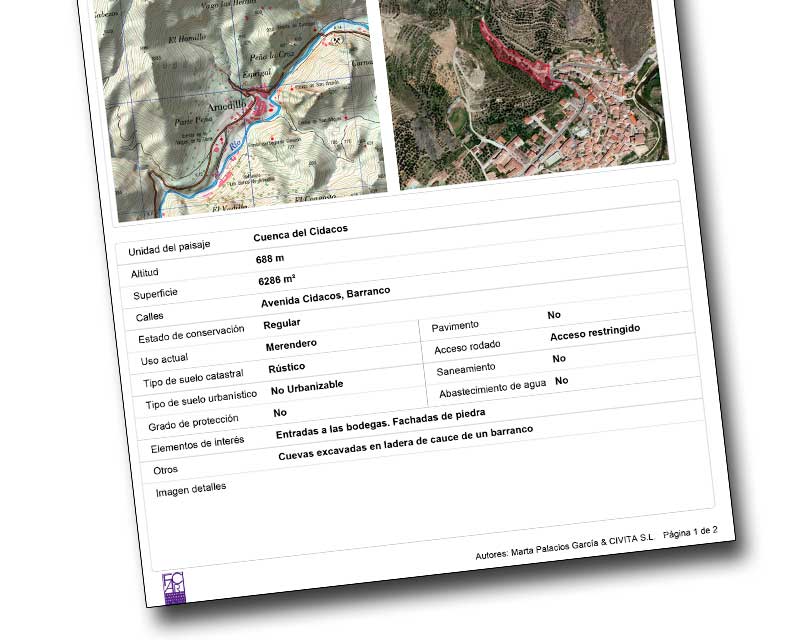 Vago las Hermas
El Hornillo
Peña la Cruz
Esprigal
Arnedillo
Parte Peña
Río
El Vadillo
Unidad del paisaje Cuenca del Cidacos
Altitud 688 m
Superficie 6286 m²
Calles Avenida Cidacos, Barranco
Estado de conservación Regular
Uso actual Merendero
Tipo de suelo catastral Rústico
Tipo de suelo urbanístico No Urbanizable
Grado de protección No
Pavimento No
Acceso rodado Acceso restringido
Saneamiento No
Abastecimiento de agua No
Elementos de interés Entradas a las bodegas. Fachadas de piedra
Otros Cuevas excavadas en ladera de cauce de un barranco
Imagen detalles
Autores: Marta Palacios García & CIVITA S.L. Página 1 de 2